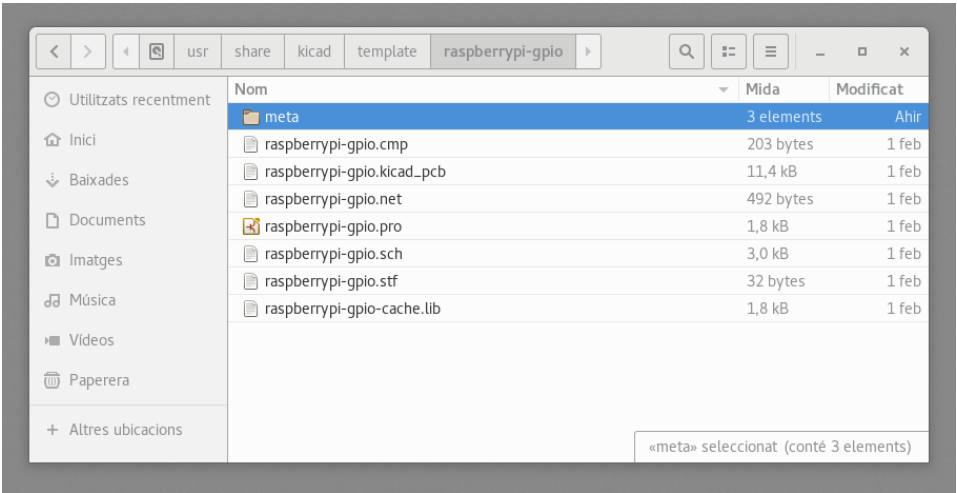 usr share kicad template raspberrypi-gpio
Utilitzats recentment
Inici
Baixades
Documents
Imatges
Música
Vídeos
Paperera
Altres ubicacions
Nom Mida Modificat
meta 3 elements Ahir
raspberrypi-gpio.cmp 203 bytes 1 feb
raspberrypi-gpio.kicad_pcb 11,4 kB 1 feb
raspberrypi-gpio.net 492 bytes 1 feb
raspberrypi-gpio.pro 1,8 kB 1 feb
raspberrypi-gpio.sch 3,0 kB 1 feb
raspberrypi-gpio.stf 32 bytes 1 feb
raspberrypi-gpio-cache.lib 1,8 kB 1 feb
«meta» seleccionat (conté 3 elements)